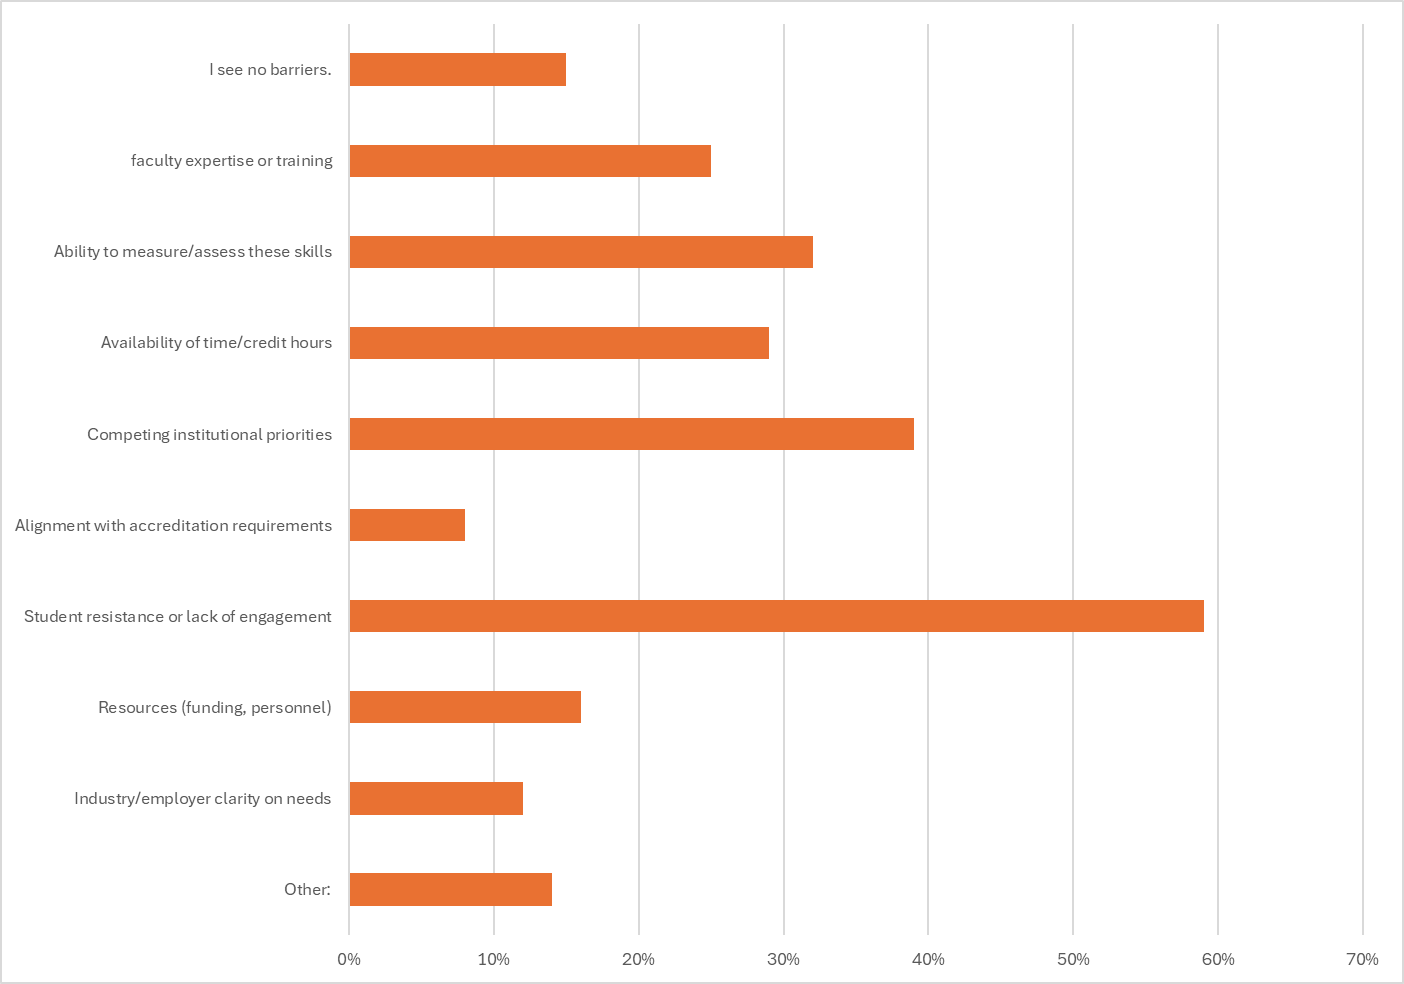 I see no barriers.
faculty expertise or training
Ability to measure/assess these skills
Availability of time/credit hours
Competing institutional priorities
Alignment with accreditation requirements
Student resistance or lack of engagement
Resources (funding, personnel)
Industry/employer clarity on needs
Other:
0% 10% 20% 30% 40% 50% 60% 70%